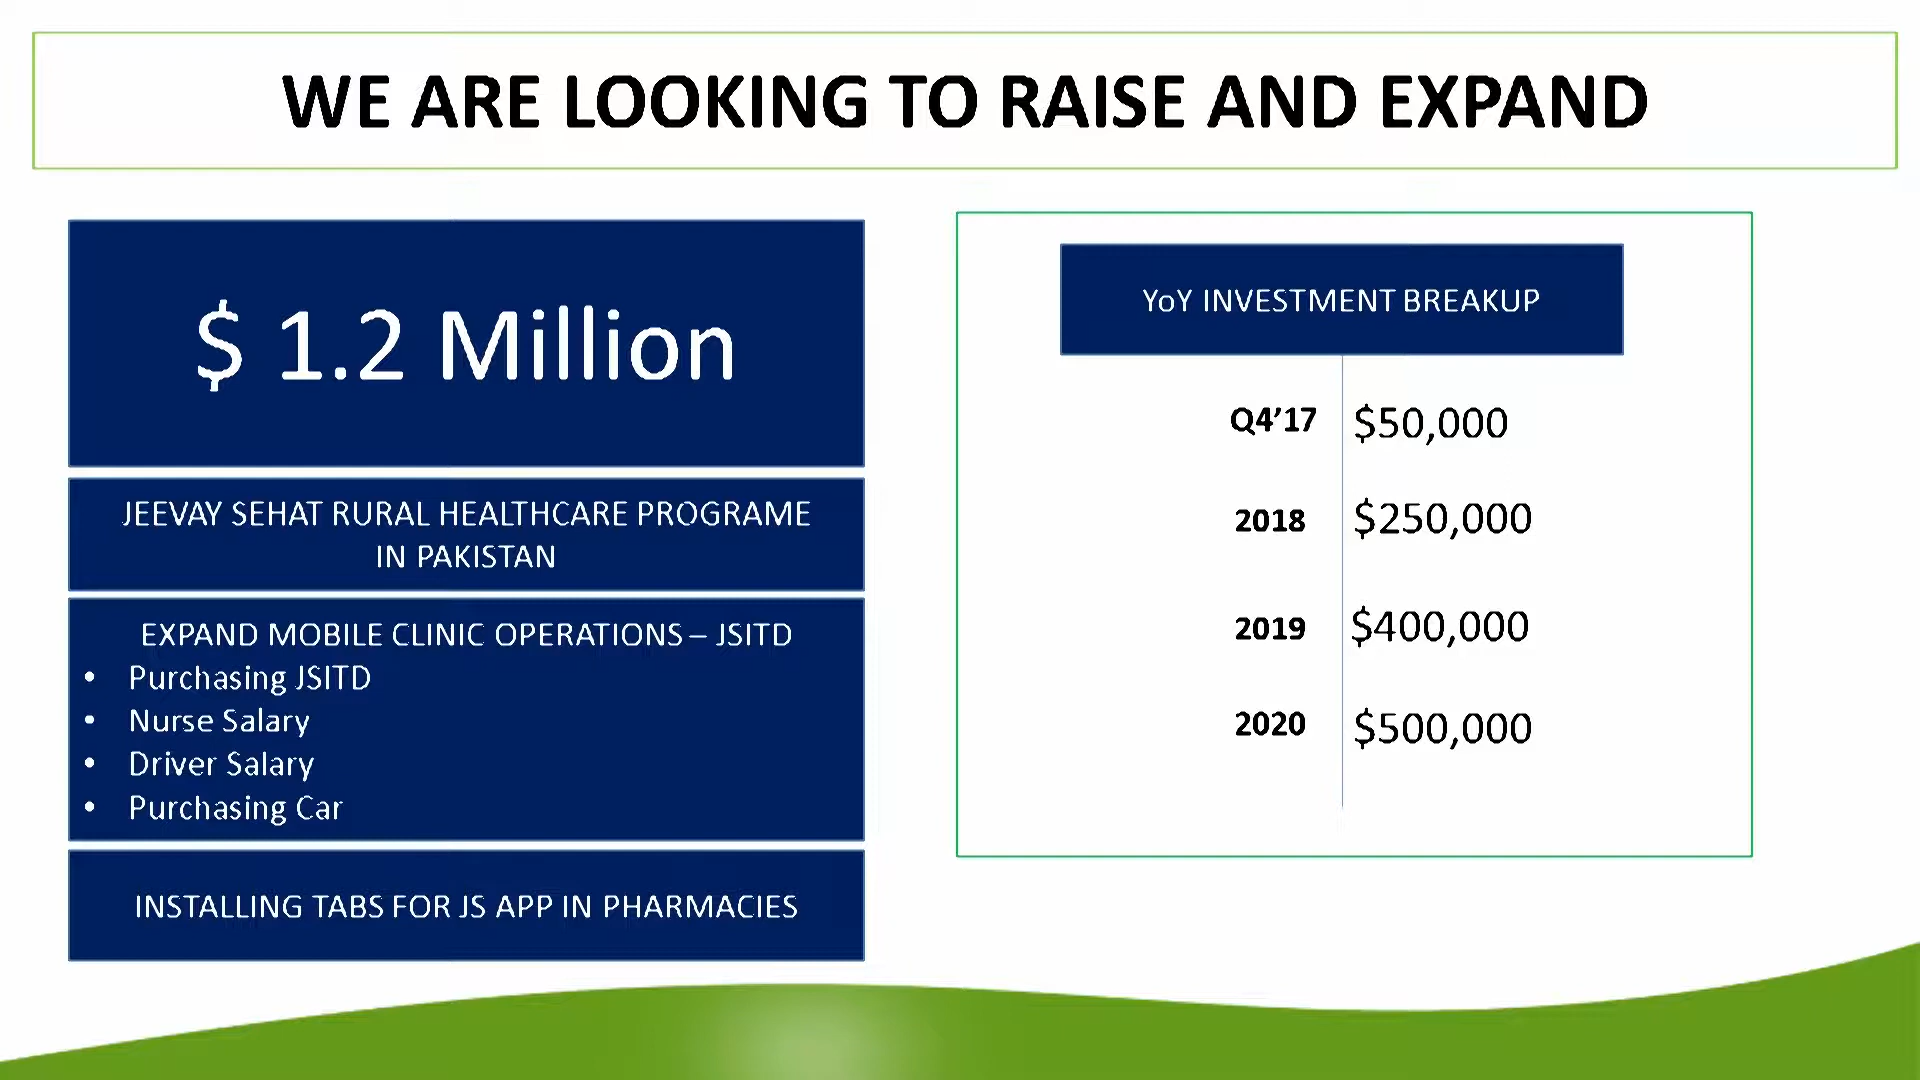 WE ARE LOOKING TO RAISE AND EXPAND
$ 1.2 Million
JEEVAY SEHAT RURAL HEALTHCARE PROGRAME
IN PAKISTAN
EXPAND MOBILE CLINIC OPERATIONS – JSITD
• Purchasing JSITD
• Nurse Salary
• Driver Salary
• Purchasing Car
INSTALLING TABS FOR JS APP IN PHARMACIES
YoY INVESTMENT BREAKUP
Q4’17 $50,000
2018 $250,000
2019 $400,000
2020 $500,000